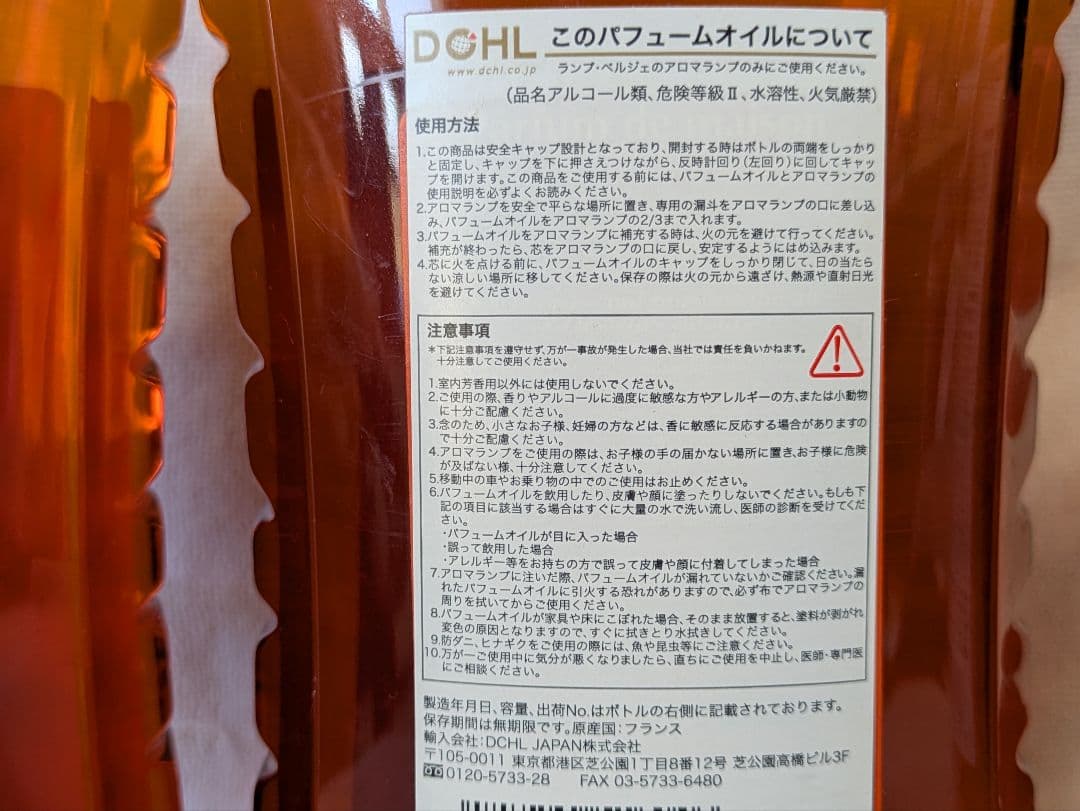 DCHL このパフュームオイルについて
www.dchl.co.jp ランプ・ベルジェのアロマランプのみにご使用ください。
(品名アルコール類、危険等級Ⅱ、水溶性、火気厳禁)
使用方法
1.この商品は安全キャップ設計となっており、開封する時はボトルの両端をしっかり
と固定し、キャップを下に押さえつけながら、反時計回り(左回り)に回してキャッ
プを開けます。この商品をご使用する前には、パフュームオイルとアロマランプの
使用説明を必ずよくお読みください。
2.アロマランプを安全で平らな場所に置き、専用の漏斗をアロマランプの口に差し込
み、パフュームオイルをアロマランプの2/3まで入れます。
3.パフュームオイルをアロマランプに補充する時は、火の元を避けて行ってください。
補充が終わったら、芯をアロマランプの口に戻し、安定するようにはめ込みます。
4.芯に火を点ける前に、パフュームオイルのキャップをしっかり閉じて、日の当たら
ない涼しい場所に移してください。保存の際は火の元から遠ざけ、熱源や直射日光
を避けてください。
注意事項
*下記注意事項を遵守せず、万が一事故が発生した場合、当社では責任を負いかねます。
十分注意してご使用ください。
1.室内芳香用以外には使用しないでください。
2.ご使用の際、香りやアルコールに過度に敏感な方やアレルギーの方、または小動物
に十分ご配慮ください。
3.念のため、小さなお子様、妊婦の方などは、香に敏感に反応する場合がありますの
で十分ご配慮ください。
4.アロマランプをご使用の際は、お子様の手の届かない場所に置き、お子様に危険
が及ばない様、十分注意してください。
5.移動中の車やお乗り物の中でのご使用はお止めください。
6.パフュームオイルを飲用したり、皮膚や顔に塗ったりしないでください。もしも下
記の項目に該当する場合はすぐに大量の水で洗い流し、医師の診断を受けてくだ
さい。
・パフュームオイルが目に入った場合
・誤って飲用した場合
・アレルギー等をお持ちの方で誤って皮膚や顔に付着してしまった場合
7.アロマランプに注いだ際、パフュームオイルが漏れていないかご確認ください。漏
れたパフュームオイルに引火する恐れがありますので、必ず布でアロマランプの
周りを拭いてからご使用ください。
8.パフュームオイルが家具や床にこぼれた場合、そのまま放置すると、塗料が剥がれ
変色の原因となりますので、すぐに拭きとり水拭きしてください。
9.防ダニ、ヒナギクをご使用の際には、魚や昆虫等にご注意ください。
10.万が一ご使用中に気分が悪くなりましたら、直ちにご使用を中止し、医師・専門医
にご相談ください。
製造年月日、容量、出荷No.はボトルの右側に記載されております。
保存期間は無期限です。原産国:フランス
輸入会社:DCHL JAPAN株式会社
〒105-0011 東京都港区芝公園1丁目8番12号 芝公園高橋ビル3F
0120-5733-28 FAX 03-5733-6480